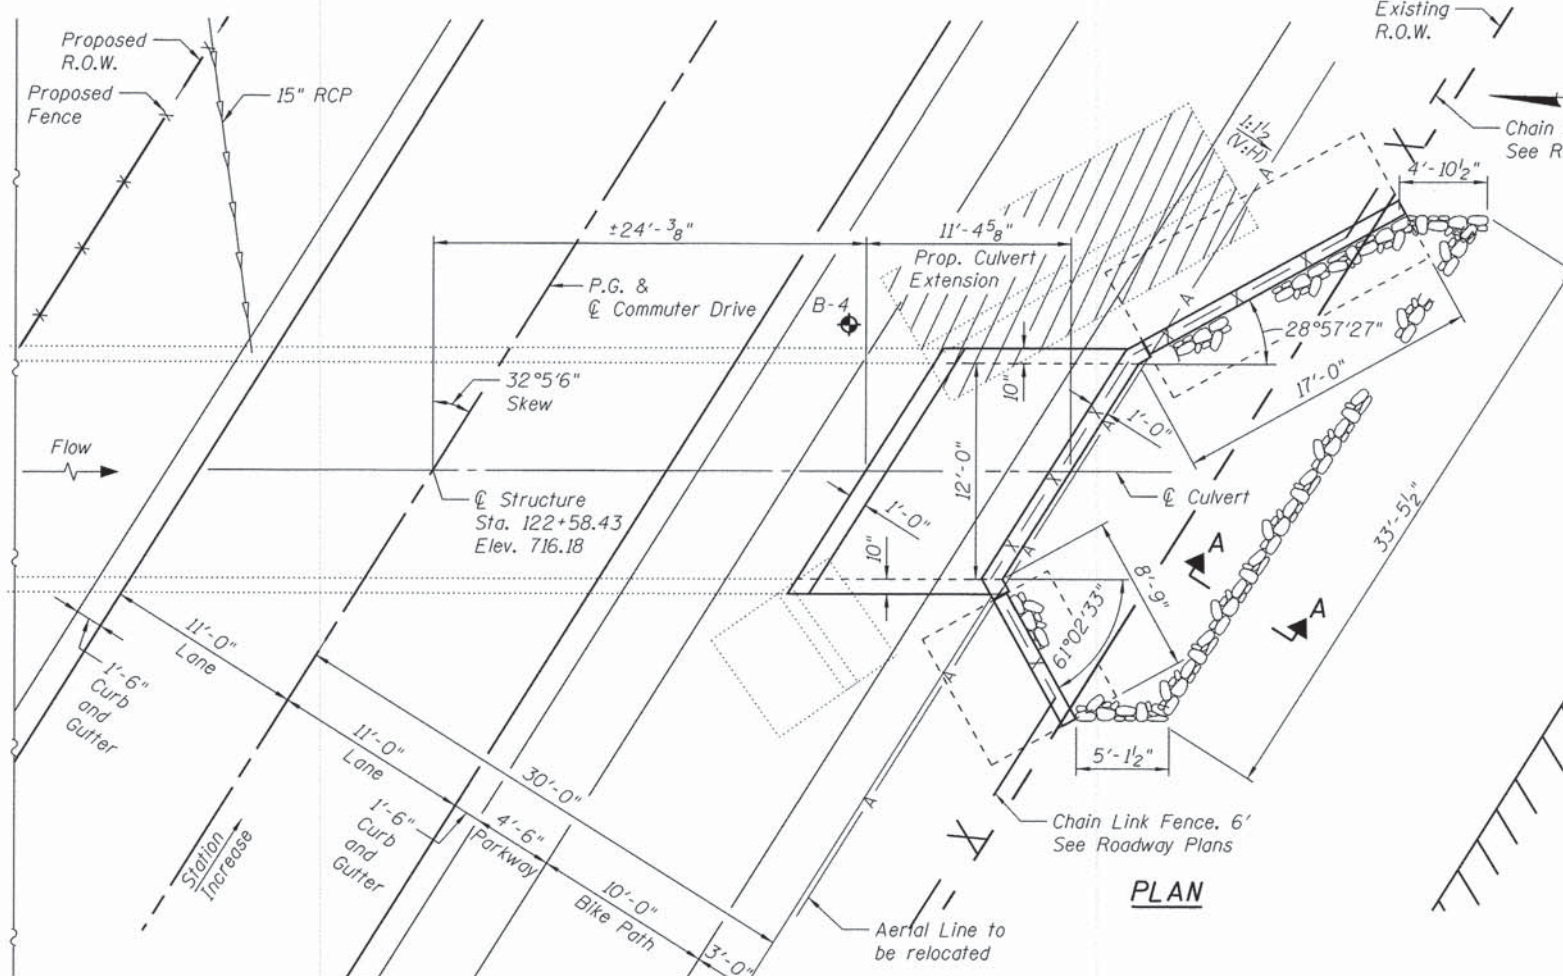 Existing
R.O.W.
Proposed
R.O.W.
Proposed
Fence
15" RCP
1:1½
(V:H)
A
Chain
See R
4'-10½"
±24'-⅜"
11'-4⅝"
Prop. Culvert
Extension
P.G. &
℄ Commuter Drive
B-4
A
X
28°57'27"
32°5'6"
Skew
10"
17'-0"
1'-0"
A
Flow
12'-0"
X
℄ Structure
Sta. 122+58.43
Elev. 716.18
1'-0"
℄ Culvert
33'-5½"
10"
X
A
8'-9"
A
A
61°02'33"
11'-0"
Lane
1'-6"
Curb
and
Gutter
X
A
11'-0"
Lane
30'-0"
5'-1½"
1'-6"
Curb
and
Gutter
4'-6"
Parkway
A
Chain Link Fence. 6'
See Roadway Plans
Station
Increase
10'-0"
Bike Path
PLAN
3'-0"
Aerial Line to
be relocated